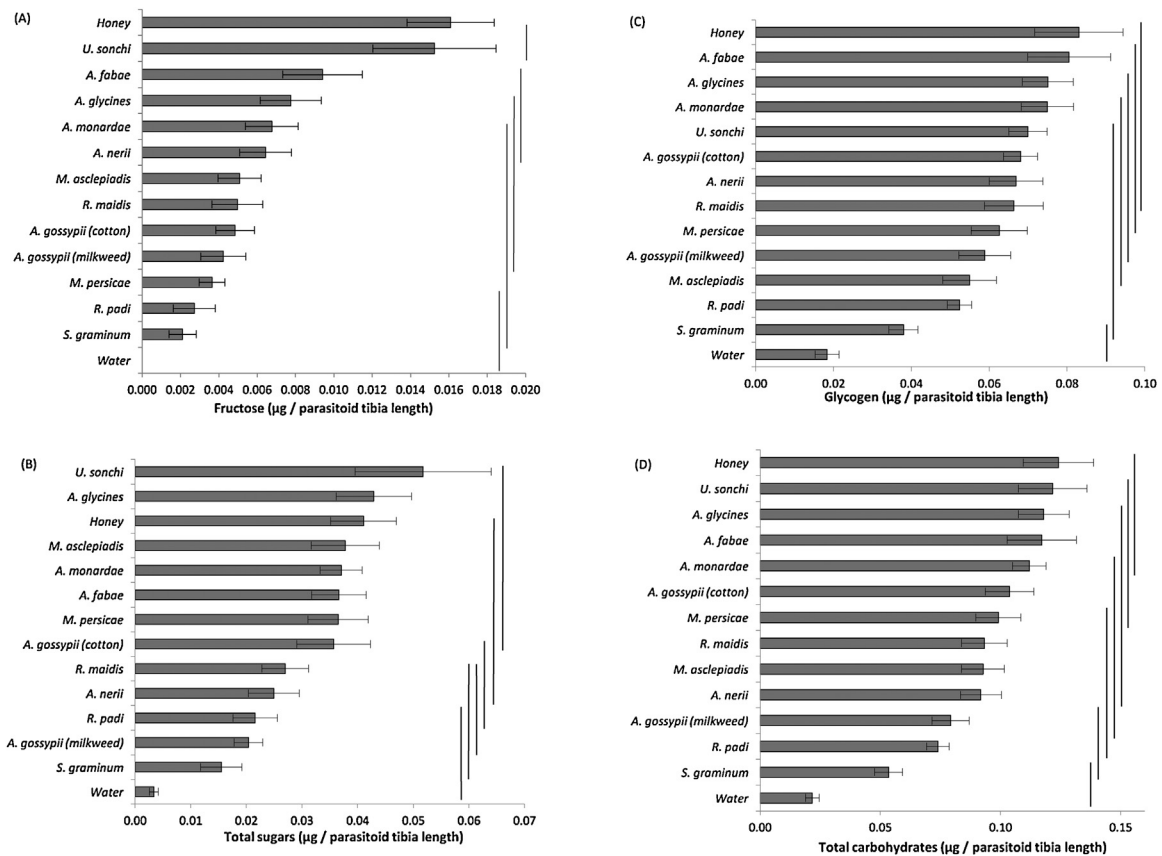 (A)
Honey
U. sonchi
A. fabae
A. glycines
A. monardae
A. nerii
M. asclepiadis
R. maidis
A. gossypii (cotton)
A. gossypii (milkweed)
M. persicae
R. padi
S. graminum
Water
0.000 0.002 0.004 0.006 0.008 0.010 0.012 0.014 0.016 0.018 0.020
Fructose (µg / parasitoid tibia length)
(B)
U. sonchi
A. glycines
Honey
M. asclepiadis
A. monardae
A. fabae
M. persicae
A. gossypii (cotton)
R. maidis
A. nerii
R. padi
A. gossypii (milkweed)
S. graminum
Water
0.00 0.01 0.02 0.03 0.04 0.05 0.06 0.07
Total sugars (µg / parasitoid tibia length)
(C)
Honey
A. fabae
A. glycines
A. monardae
U. sonchi
A. gossypii (cotton)
A. nerii
R. maidis
M. persicae
A. gossypii (milkweed)
M. asclepiadis
R. padi
S. graminum
Water
0.00 0.02 0.04 0.06 0.08 0.10
Glycogen (µg / parasitoid tibia length)
(D)
Honey
U. sonchi
A. glycines
A. fabae
A. monardae
A. gossypii (cotton)
M. persicae
R. maidis
M. asclepiadis
A. nerii
A. gossypii (milkweed)
R. padi
S. graminum
Water
0.00 0.05 0.10 0.15
Total carbohydrates (µg / parasitoid tibia length)